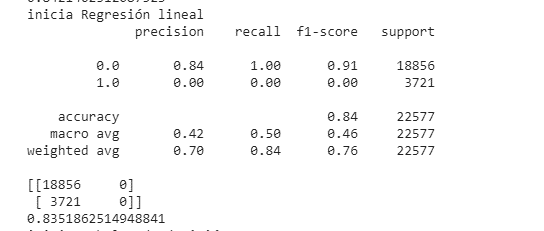 inicia Regresión lineal
precision recall f1-score support
0.0 0.84 1.00 0.91 18856
1.0 0.00 0.00 0.00 3721
accuracy 0.84 22577
macro avg 0.42 0.50 0.46 22577
weighted avg 0.70 0.84 0.76 22577
[[18856 0]
[ 3721 0]]
0.8351862514948841